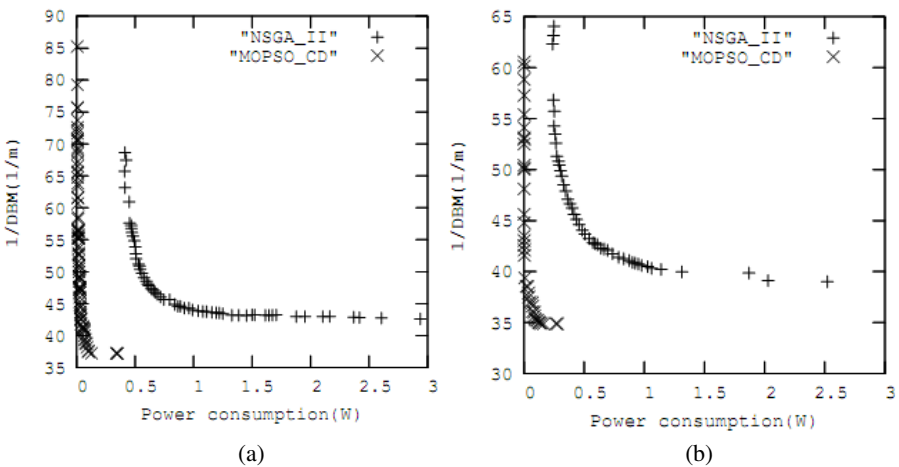 90
85
80
75
70
65
60
55
50
45
40
35
1/DBM(1/m)
"NSGA_II"
"MOPSO_CD"
0 0.5 1 1.5 2 2.5 3
Power consumption(W)
(a)
65
60
55
50
45
40
35
30
1/DBM(1/m)
"NSGA_II"
"MOPSO_CD"
0 0.5 1 1.5 2 2.5 3
Power consumption(W)
(b)